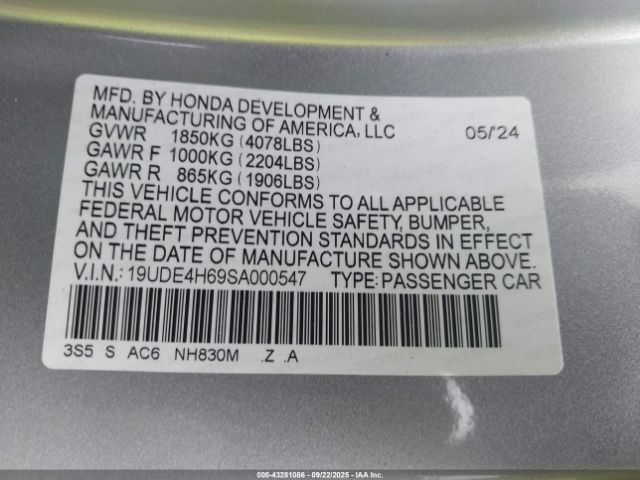 MFD. BY HONDA DEVELOPMENT &
MANUFACTURING OF AMERICA, LLC 05/'24
GVWR 1850KG (4078LBS)
GAWR F 1000KG (2204LBS)
GAWR R 865KG (1906LBS)
THIS VEHICLE CONFORMS TO ALL APPLICABLE
FEDERAL MOTOR VEHICLE SAFETY, BUMPER,
AND THEFT PREVENTION STANDARDS IN EFFECT
ON THE DATE OF MANUFACTURE SHOWN ABOVE.
V.I.N.: 19UDE4H69SA000547 TYPE: PASSENGER CAR
3S5 S AC6 NH830M .Z .A
000-43281086 - 09/22/2025 - IAA Inc.